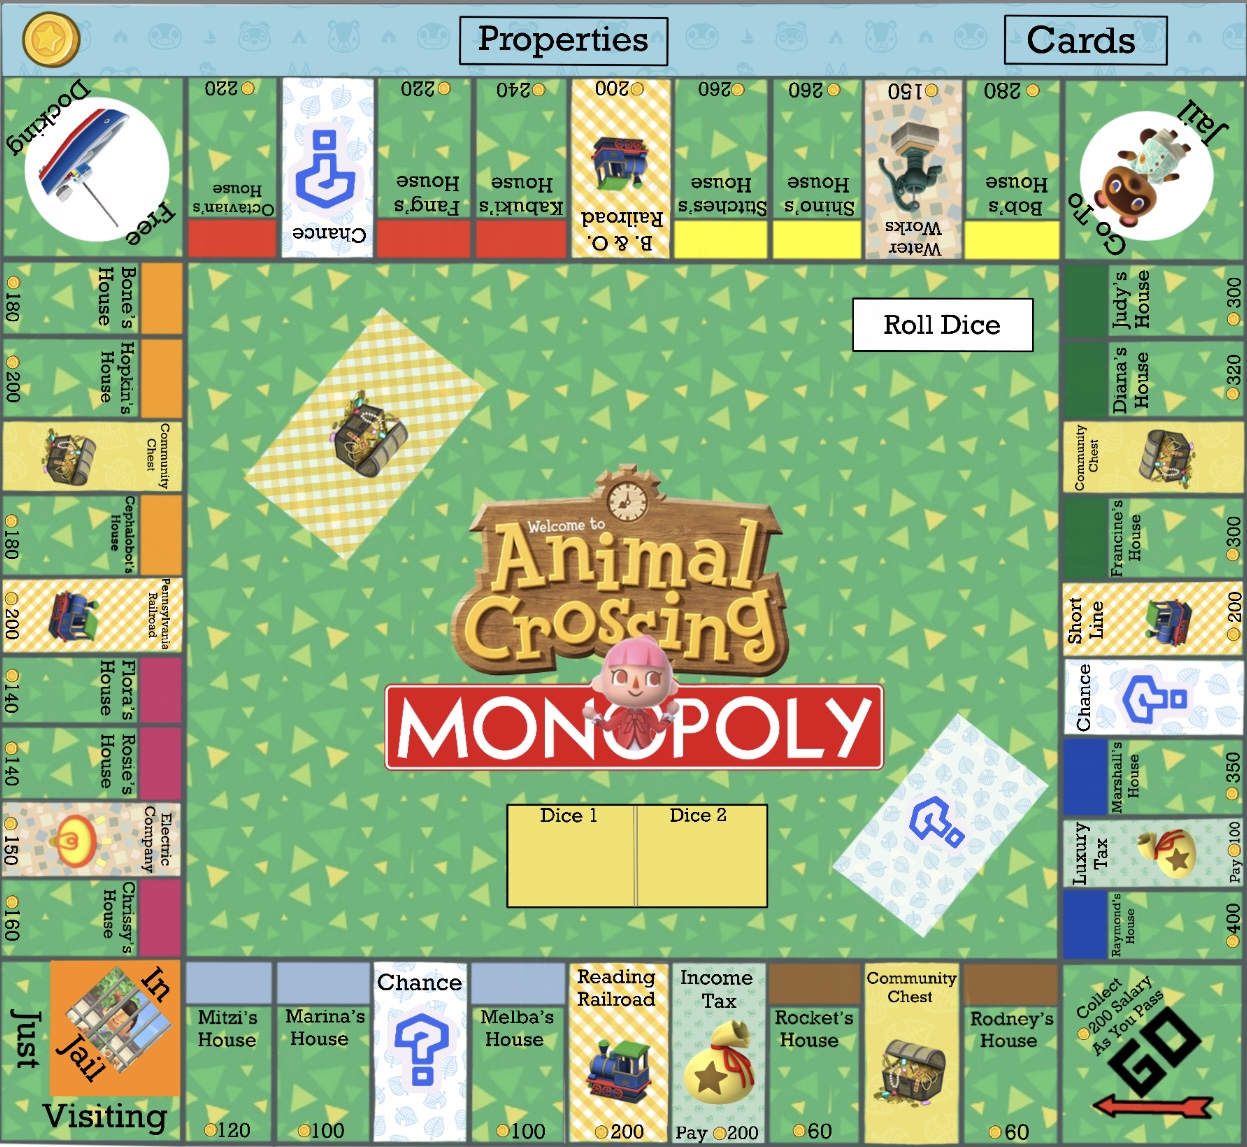 Properties
Cards
Free
Docking
220
Octavian's
House
Chance
220
Fang's
House
240
Kabuki's
House
200
B. & O.
Railroad
260
Stitches's
House
260
Shino's
House
150
Water
Works
280
Bob's
House
Go To
Jail
Bone's
House
180
Hopkin's
House
200
Community
Chest
Cephalobot's
House
180
Pennsylvania
Railroad
200
Flora's
House
140
Rosie's
House
140
Electric
Company
150
Chrissy's
House
160
Roll Dice
Welcome to
Animal
Crossing
MONOPOLY
Dice 1
Dice 2
Judy's
House
300
Diana's
House
320
Community
Chest
Francine's
House
300
Short
Line
200
Chance
Marshall's
House
350
Luxury
Tax
Pay 100
Raymond's
House
400
In
Jail
Just
Visiting
Mitzi's
House
120
Marina's
House
100
Chance
Melba's
House
100
Reading
Railroad
200
Income
Tax
Pay 200
Rocket's
House
60
Community
Chest
Rodney's
House
60
Collect
200 Salary
As You Pass
GO